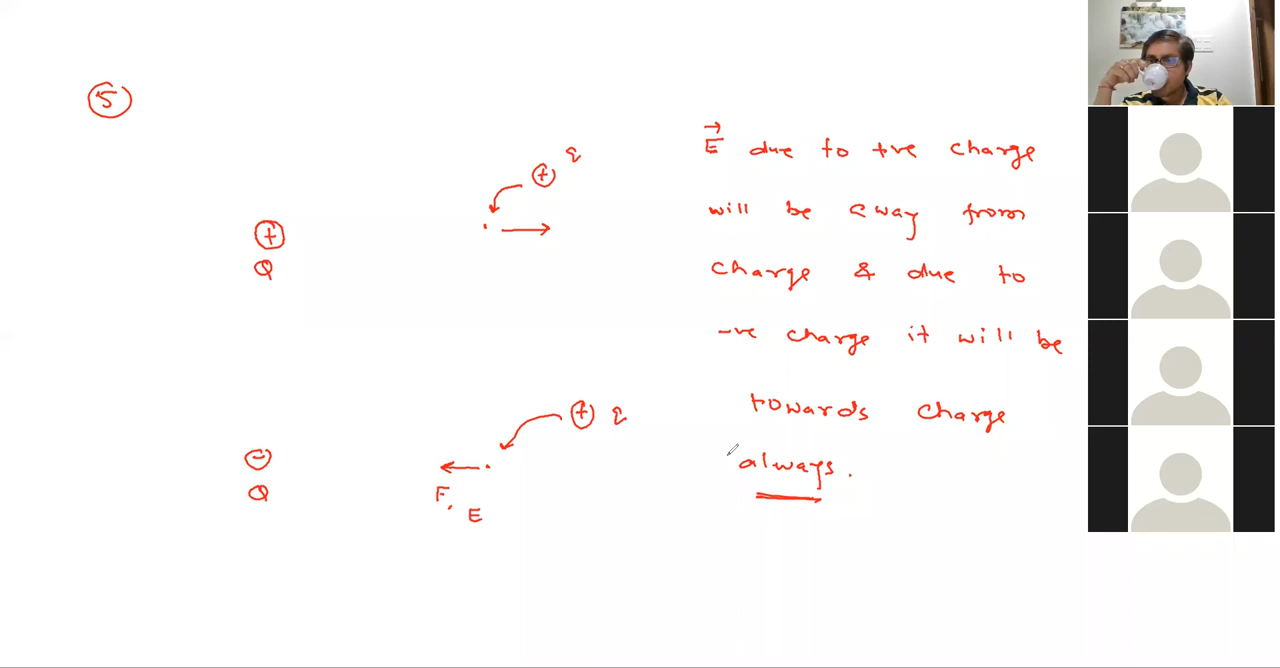 5
+ q
+
Q
E due to +ve charge
will be away from
charge & due to
-ve charge it will be
towards charge
always.
+ q
-
Q
F, E